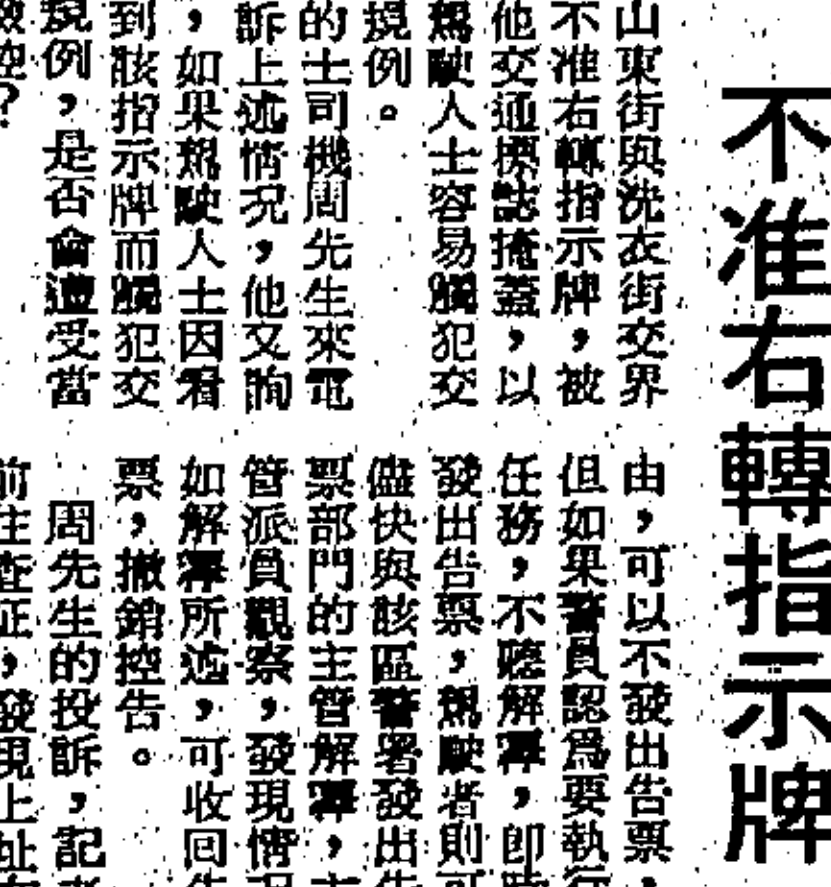 不准右轉指示牌
山東街與洗衣街交界
不准右轉指示牌，被
他交通標誌掩蓋，以
駕駛人士容易觸犯交
規例。
的士司機周先生來電
訴上述情況，他又詢
，如果駕駛人士因看
到該指示牌而觸犯交
規例，是否會遭受當
被控？
由，可以不發出告票，
但如果警員認爲要執行
任務，不聽解釋，即時
發出告票，駕駛者則可
儘快與該區警署發出告
票部門的主管解釋，主
管派員觀察，發現情況
如解釋所述，可收回告
票，撤銷控告。
周先生的投訴，記者
前往查証，發現上址